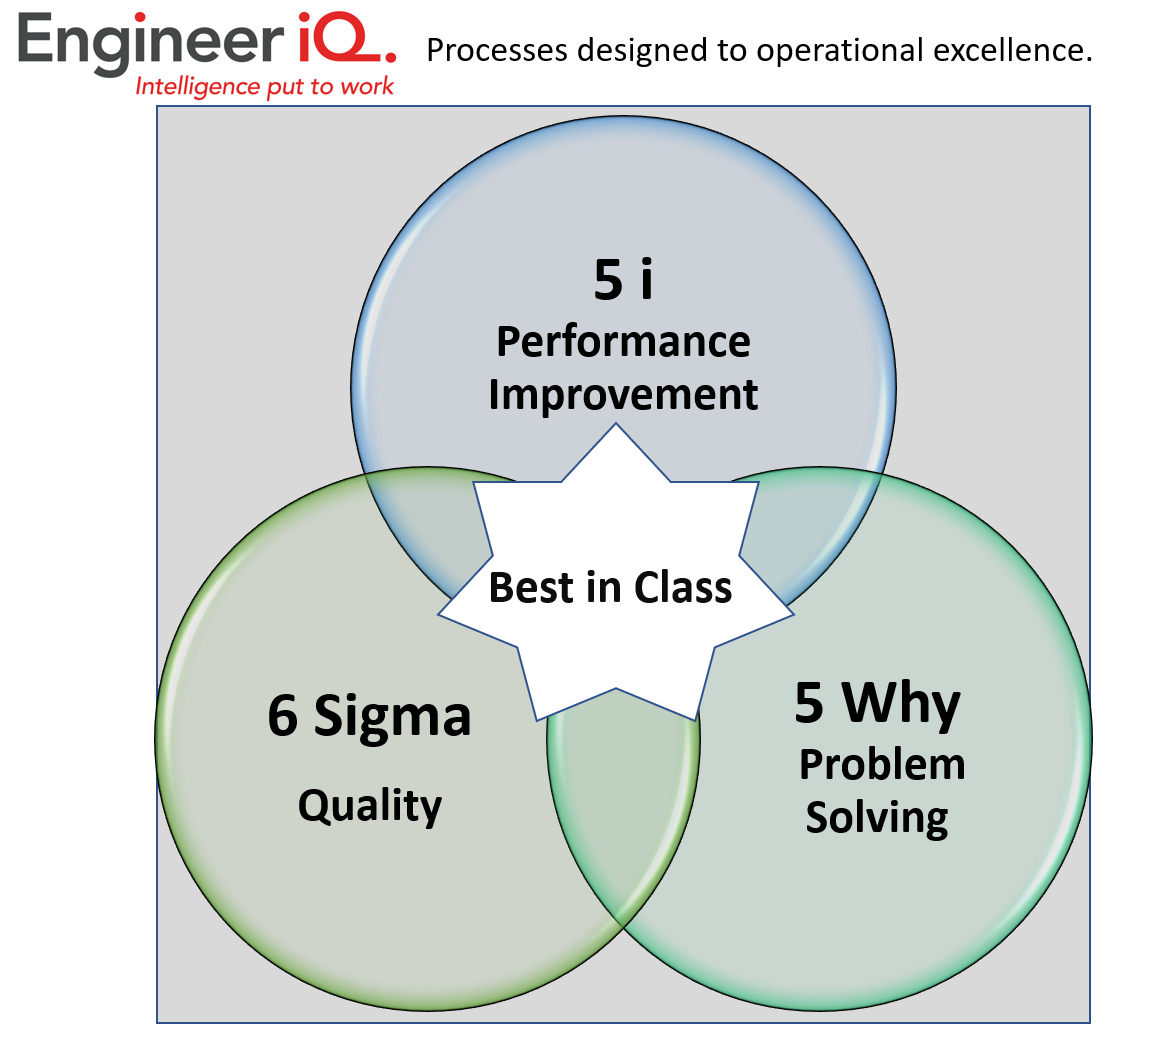 Engineer iQ.
Intelligence put to work
Processes designed to operational excellence.
5 i
Performance
Improvement
Best in Class
6 Sigma
Quality
5 Why
Problem
Solving